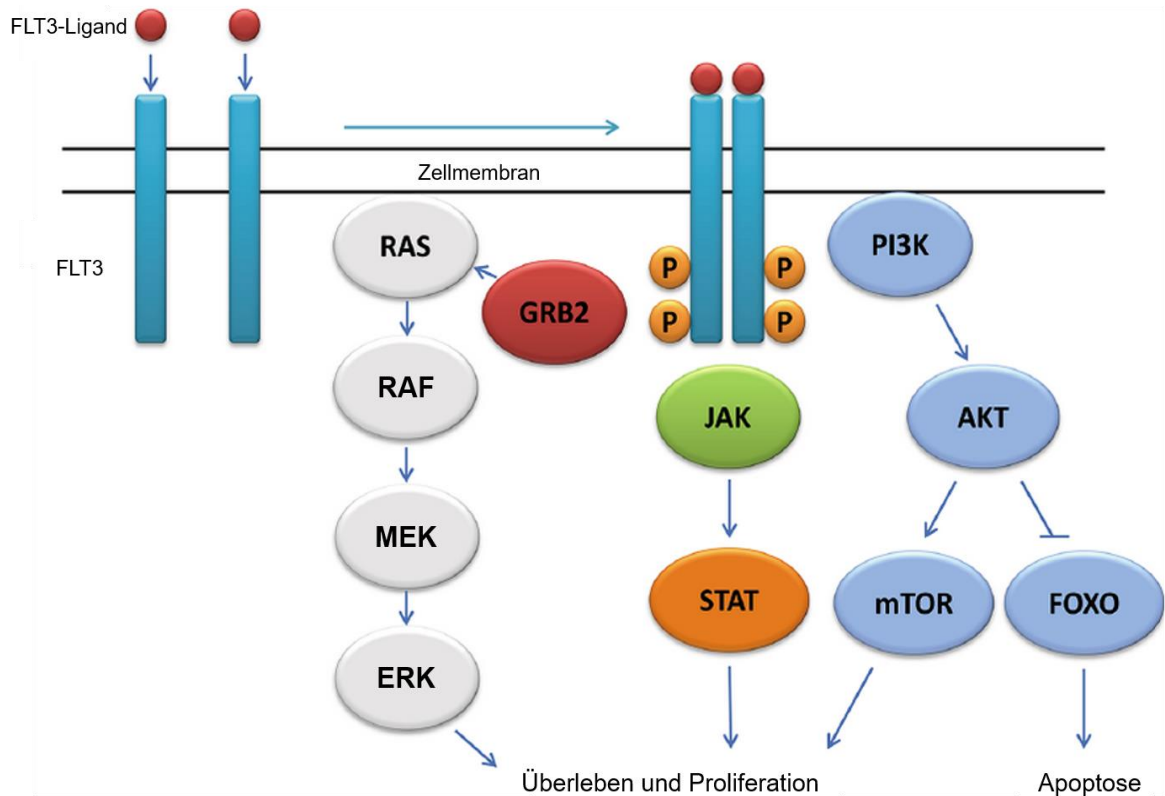 FLT3-Ligand
Zellmembran
FLT3
RAS
GRB2
P
P
P
P
PI3K
RAF
JAK
AKT
MEK
STAT
mTOR
FOXO
ERK
Überleben und Proliferation
Apoptose